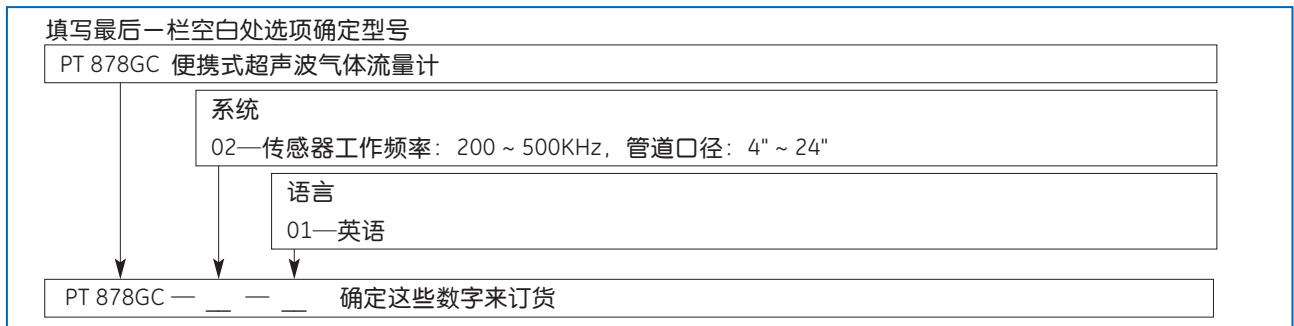 填写最后一栏空白处选项确定型号
PT 878GC 便携式超声波气体流量计
系统
02—传感器工作频率：200 ~ 500KHz，管道口径：4" ~ 24"
语言
01—英语
PT 878GC — __ — __ 确定这些数字来订货